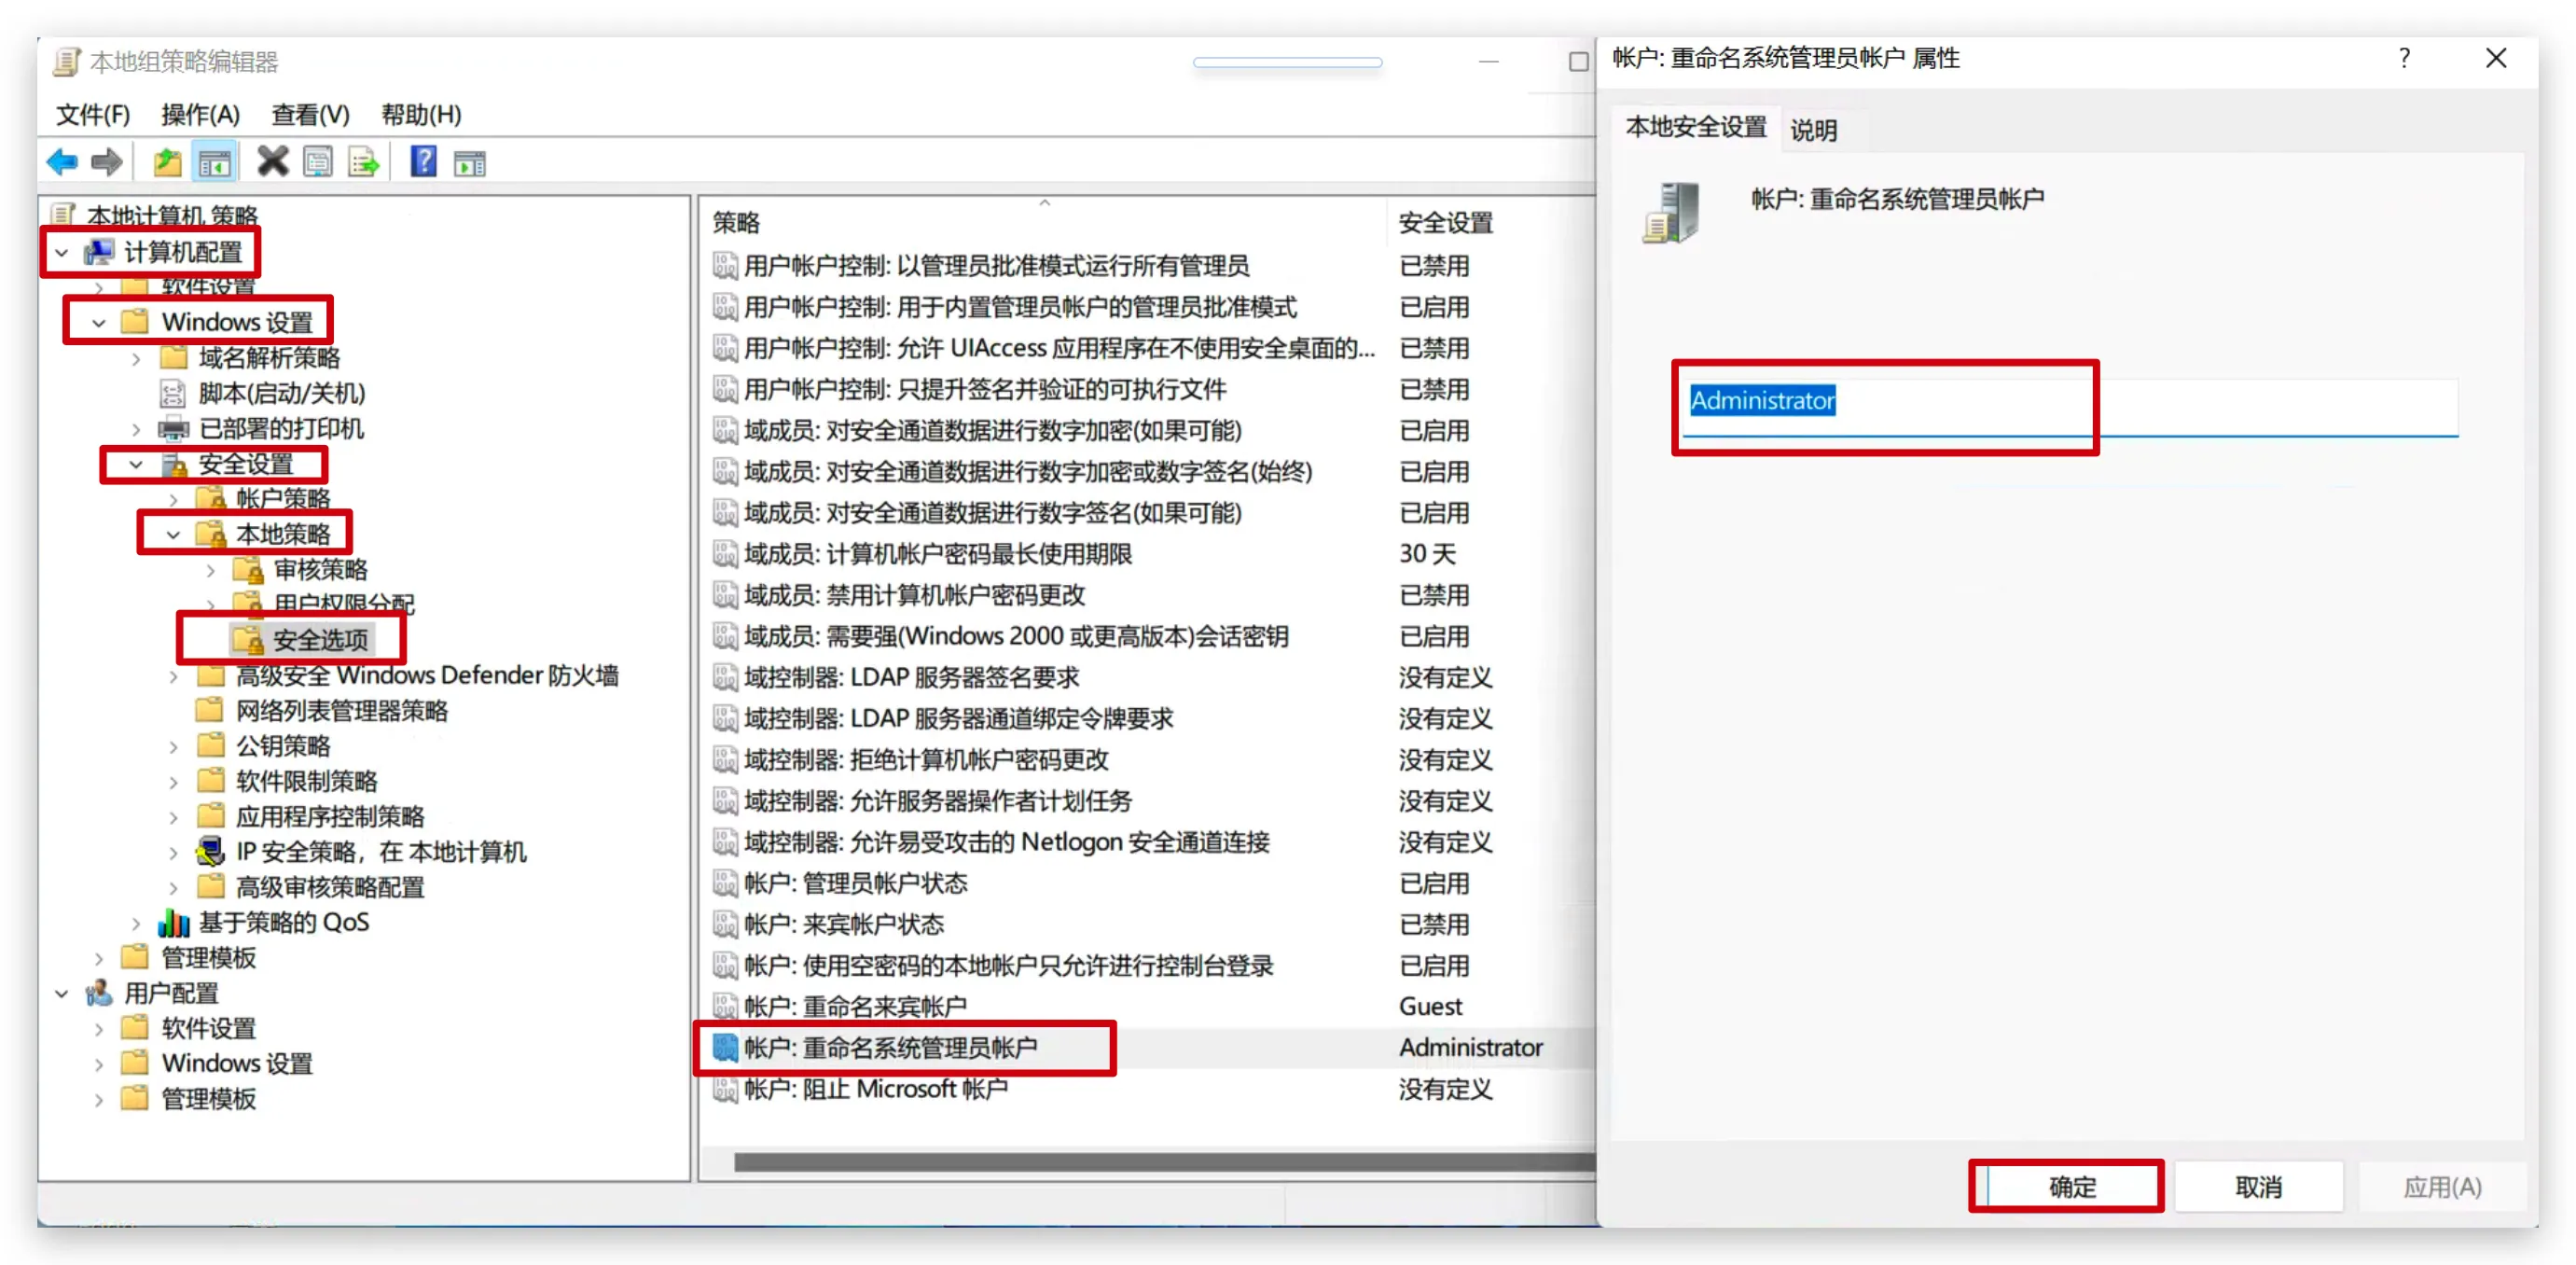 本地组策略编辑器
文件(F) 操作(A) 查看(V) 帮助(H)
本地计算机 策略
计算机配置
软件设置
Windows 设置
域名解析策略
脚本(启动/关机)
已部署的打印机
安全设置
帐户策略
本地策略
审核策略
用户权限分配
安全选项
高级安全 Windows Defender 防火墙
网络列表管理器策略
公钥策略
软件限制策略
应用程序控制策略
IP 安全策略，在 本地计算机
高级审核策略配置
基于策略的 QoS
管理模板
用户配置
软件设置
Windows 设置
管理模板
策略 安全设置
用户帐户控制: 以管理员批准模式运行所有管理员 已禁用
用户帐户控制: 用于内置管理员帐户的管理员批准模式 已启用
用户帐户控制: 允许 UIAccess 应用程序在不使用安全桌面的... 已禁用
用户帐户控制: 只提升签名并验证的可执行文件 已禁用
域成员: 对安全通道数据进行数字加密(如果可能) 已启用
域成员: 对安全通道数据进行数字加密或数字签名(始终) 已启用
域成员: 对安全通道数据进行数字签名(如果可能) 已启用
域成员: 计算机帐户密码最长使用期限 30 天
域成员: 禁用计算机帐户密码更改 已禁用
域成员: 需要强(Windows 2000 或更高版本)会话密钥 已启用
域控制器: LDAP 服务器签名要求 没有定义
域控制器: LDAP 服务器通道绑定令牌要求 没有定义
域控制器: 拒绝计算机帐户密码更改 没有定义
域控制器: 允许服务器操作者计划任务 没有定义
域控制器: 允许易受攻击的 Netlogon 安全通道连接 没有定义
帐户: 管理员帐户状态 已启用
帐户: 来宾帐户状态 已禁用
帐户: 使用空密码的本地帐户只允许进行控制台登录 已启用
帐户: 重命名来宾帐户 Guest
帐户: 重命名系统管理员帐户 Administrator
帐户: 阻止 Microsoft 帐户 没有定义
帐户: 重命名系统管理员帐户 属性
本地安全设置 说明
帐户: 重命名系统管理员帐户
Administrator
确定 取消 应用(A)